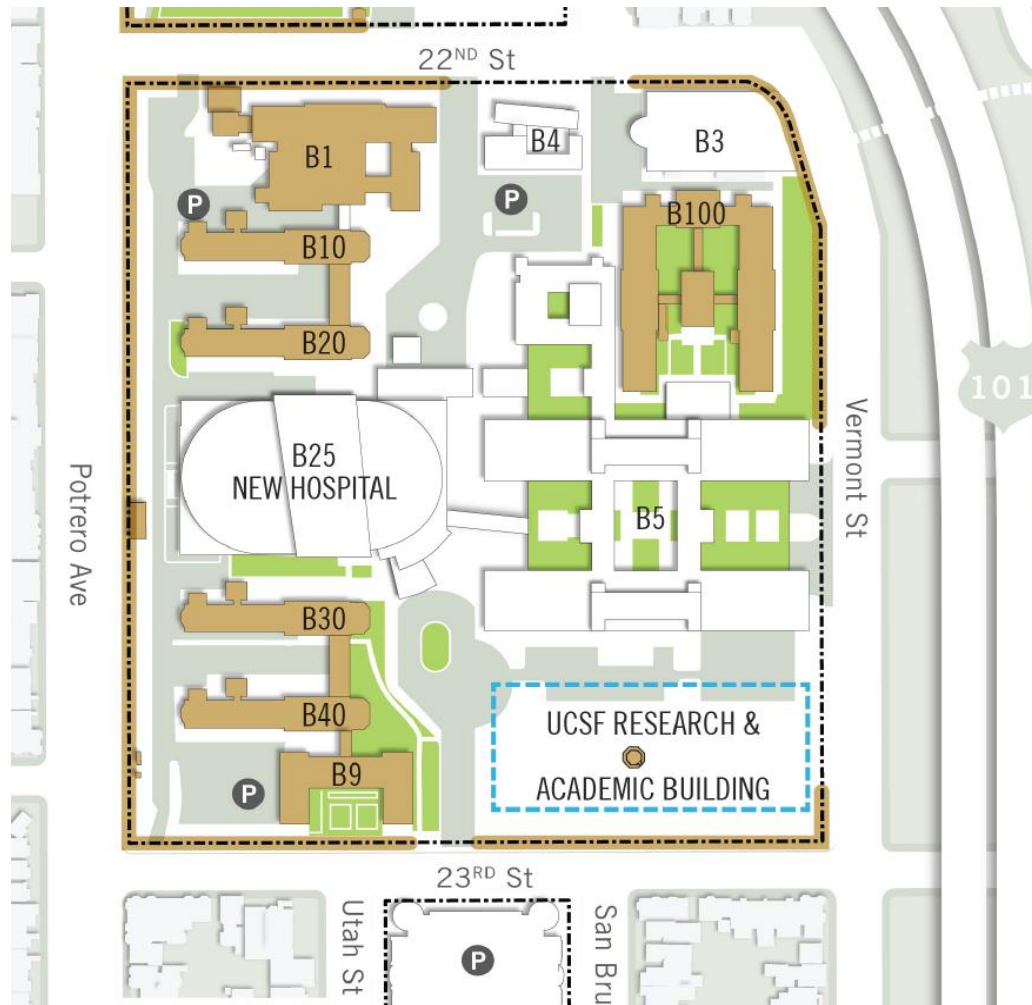 22ND St
B1
B4
B3
P
P
B100
B10
B20
101
Vermont St
B25
NEW HOSPITAL
Potrero Ave
B5
B30
B40
UCSF RESEARCH &
ACADEMIC BUILDING
B9
P
23RD St
Utah St
San Bru
P